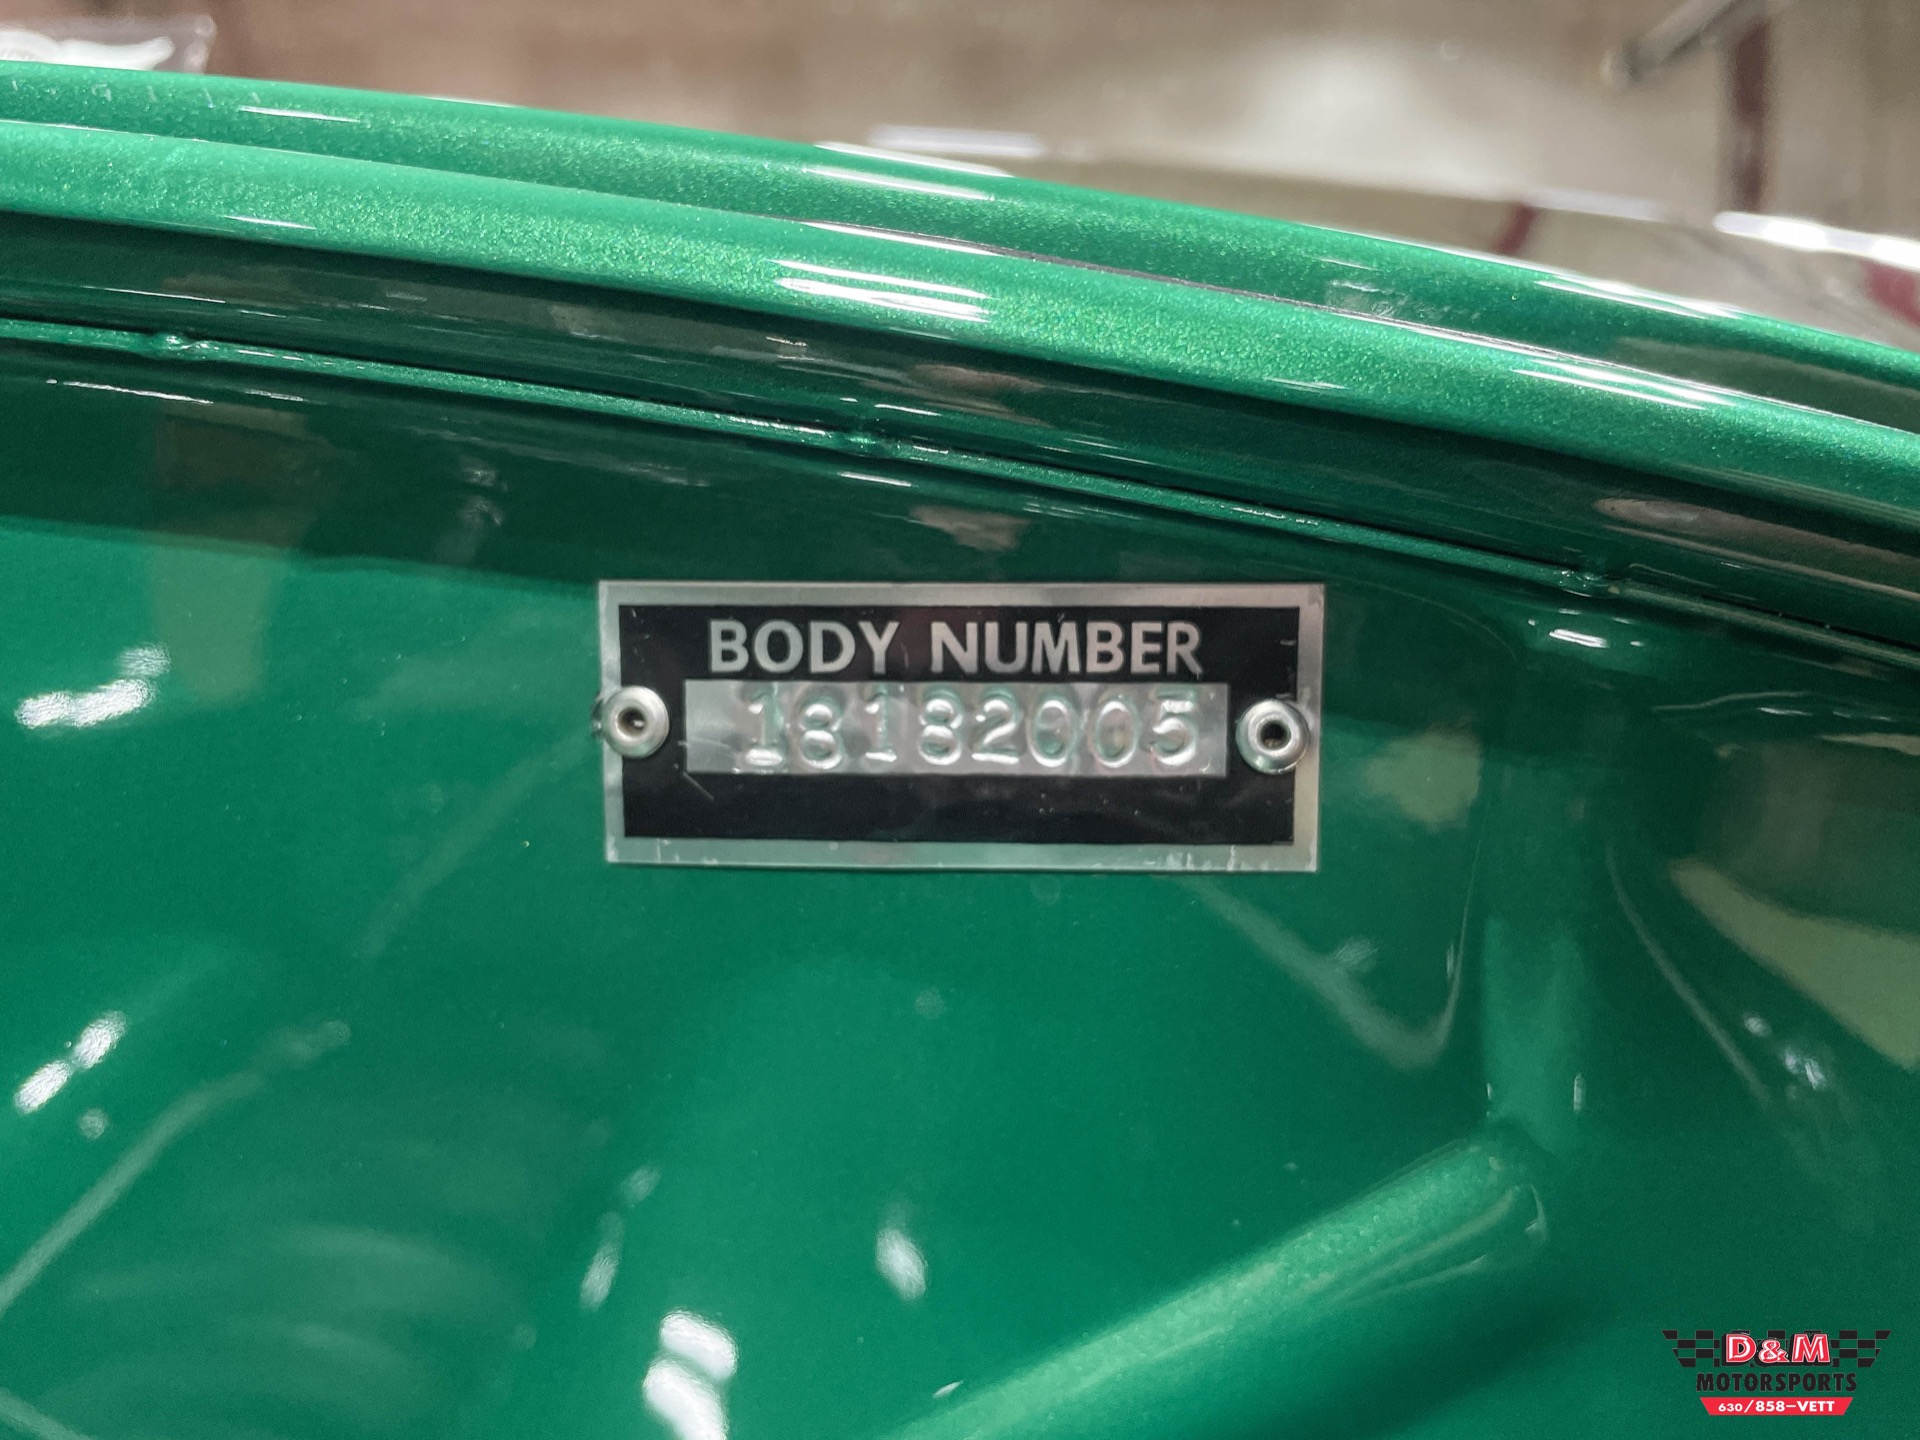 BODY NUMBER
18182005
D&M
MOTORSPORTS
630/858-VETT